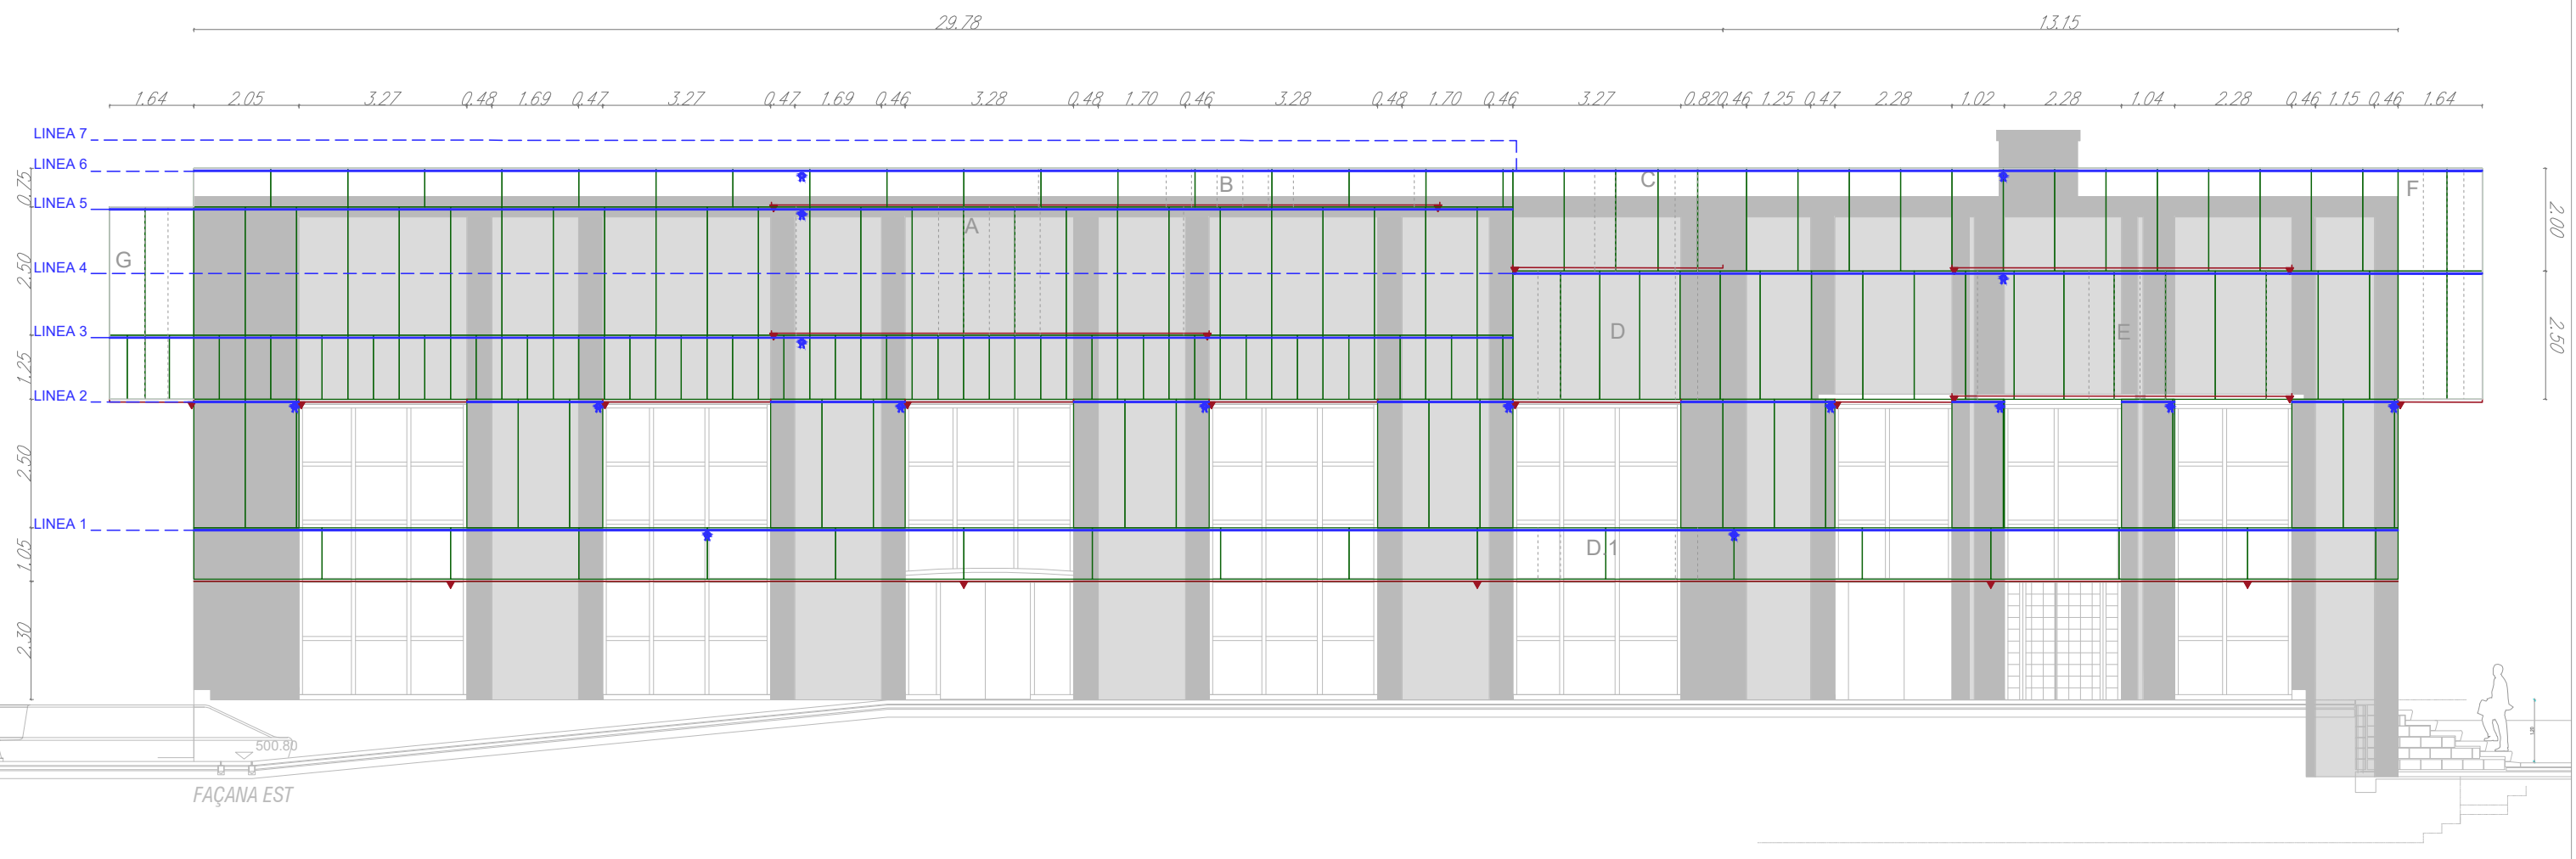 29.78 13.15
1.64 2.05 3.27 0.48 1.69 0.47 3.27 0.47 1.69 0.46 3.28 0.48 1.70 0.46 3.28 0.48 1.70 0.46 3.27 0.82 0.46 1.25 0.47 2.28 1.02 2.28 1.04 2.28 0.46 1.15 0.46 1.64
LINEA 7
LINEA 6
0.75
B
C
F
LINEA 5
A
2.00
G
2.50
LINEA 4
LINEA 3
D
E
2.50
1.25
LINEA 2
2.50
LINEA 1
1.05
D.1
2.30
500.80
FAÇANA EST